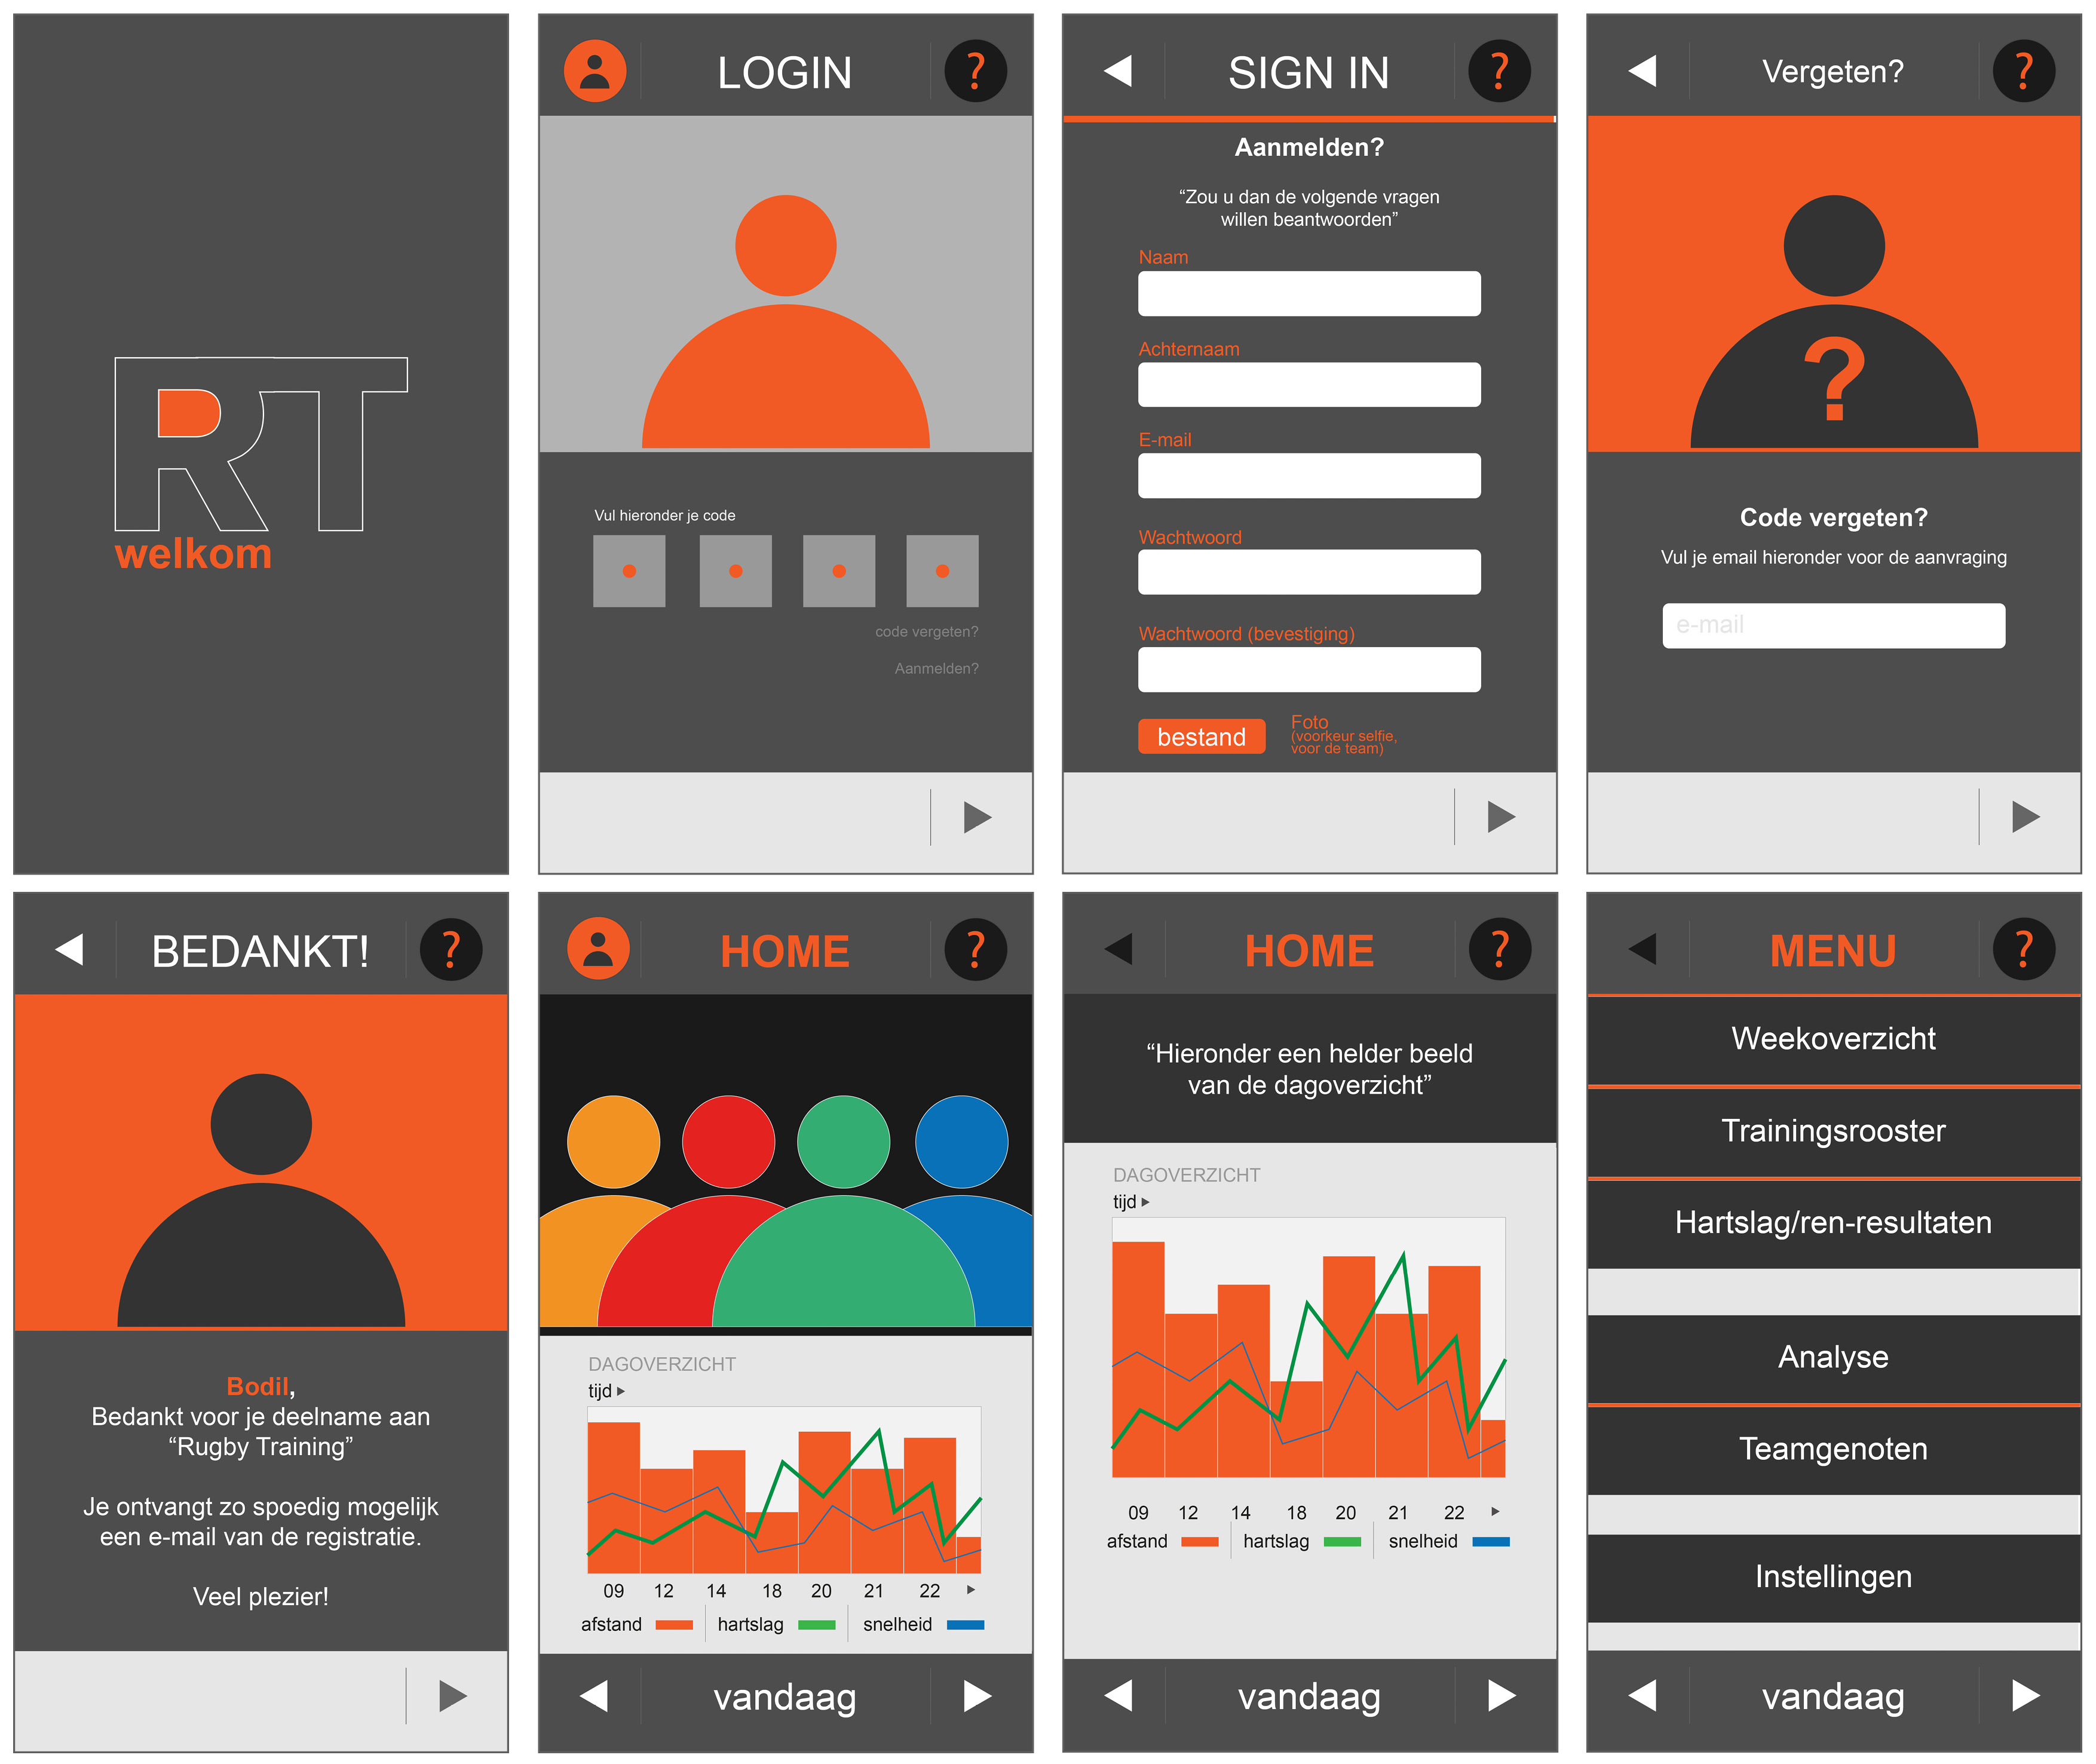 RT
welkom
LOGIN
?
Vul hieronder je code
code vergeten?
Aanmelden?
SIGN IN
?
Aanmelden?
“Zou u dan de volgende vragen
willen beantwoorden”
Naam
Achternaam
E-mail
Wachtwoord
Wachtwoord (bevestiging)
bestand
Foto
(voorkeur selfie,
voor de team)
Vergeten?
?
?
Code vergeten?
Vul je email hieronder voor de aanvraging
e-mail
BEDANKT!
?
Bodil,
Bedankt voor je deelname aan
“Rugby Training”
Je ontvangt zo spoedig mogelijk
een e-mail van de registratie.
Veel plezier!
HOME
?
DAGOVERZICHT
tijd
09 12 14 18 20 21 22
afstand hartslag snelheid
vandaag
HOME
?
“Hieronder een helder beeld
van de dagoverzicht”
DAGOVERZICHT
tijd
09 12 14 18 20 21 22
afstand hartslag snelheid
vandaag
MENU
?
Weekoverzicht
Trainingsrooster
Hartslag/ren-resultaten
Analyse
Teamgenoten
Instellingen
vandaag